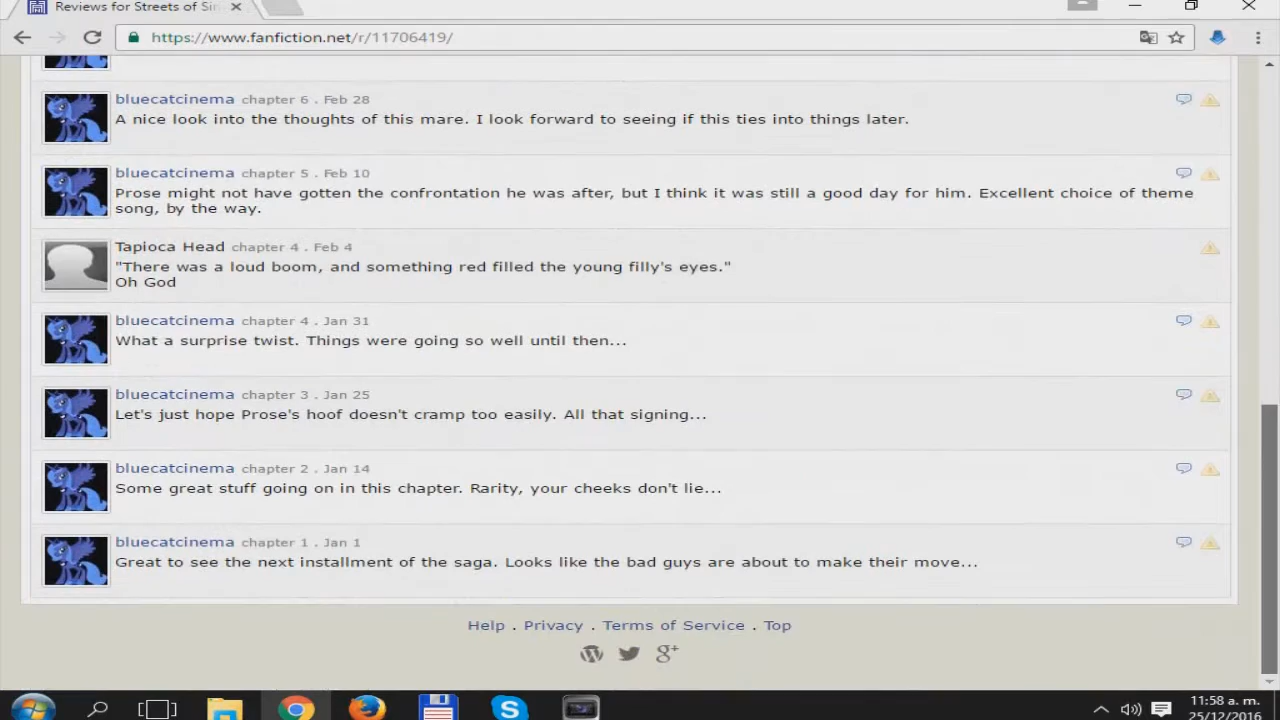 Reviews for Streets of Sin
https://www.fanfiction.net/r/11706419/
bluecatcinema chapter 6 . Feb 28
A nice look into the thoughts of this mare. I look forward to seeing if this ties into things later.
bluecatcinema chapter 5 . Feb 10
Prose might not have gotten the confrontation he was after, but I think it was still a good day for him. Excellent choice of theme
song, by the way.
Tapioca Head chapter 4 . Feb 4
"There was a loud boom, and something red filled the young filly's eyes."
Oh God
bluecatcinema chapter 4 . Jan 31
What a surprise twist. Things were going so well until then...
bluecatcinema chapter 3 . Jan 25
Let's just hope Prose's hoof doesn't cramp too easily. All that signing...
bluecatcinema chapter 2 . Jan 14
Some great stuff going on in this chapter. Rarity, your cheeks don't lie...
bluecatcinema chapter 1 . Jan 1
Great to see the next installment of the saga. Looks like the bad guys are about to make their move...
Help . Privacy . Terms of Service . Top
11:58 a. m.
25/12/2016